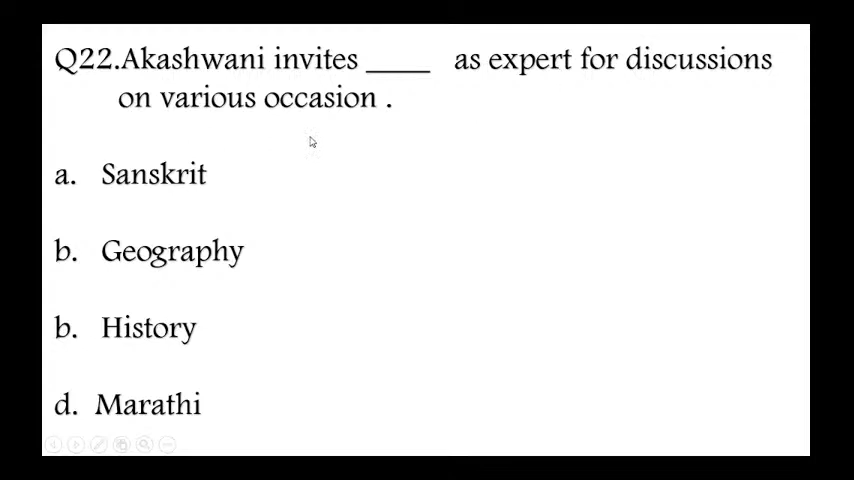 Q22.Akashwani invites ____ as expert for discussions
on various occasion .
a. Sanskrit
b. Geography
b. History
d. Marathi